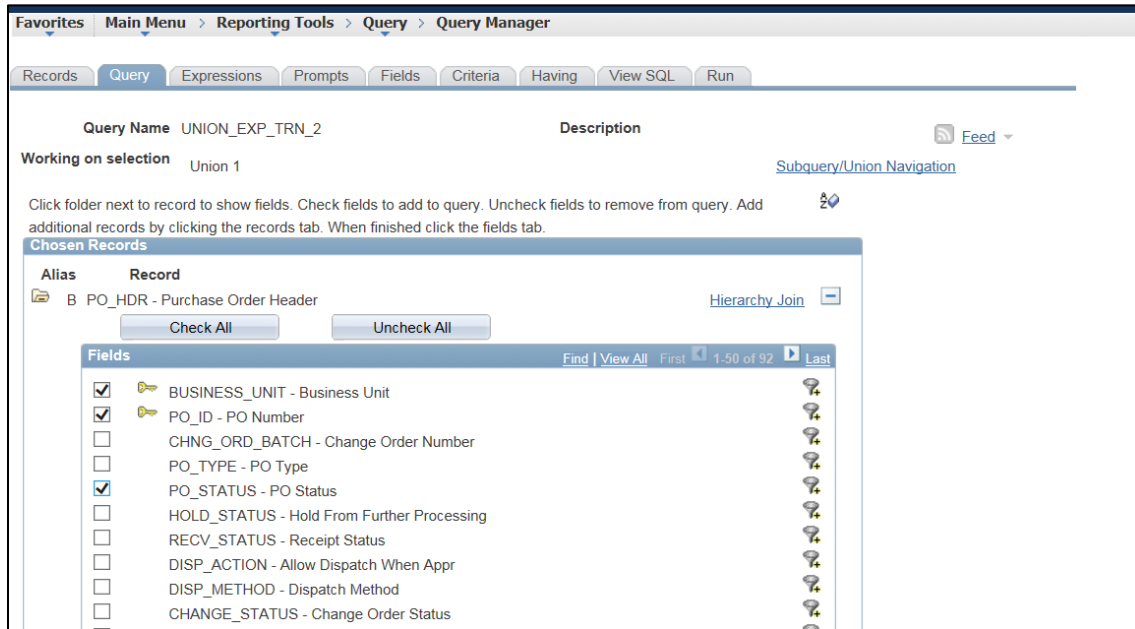 Favorites Main Menu > Reporting Tools > Query > Query Manager
Records Query Expressions Prompts Fields Criteria Having View SQL Run
Query Name UNION_EXP_TRN_2 Description Feed
Working on selection Union 1 Subquery/Union Navigation
Click folder next to record to show fields. Check fields to add to query. Uncheck fields to remove from query. Add
additional records by clicking the records tab. When finished click the fields tab.
Chosen Records
Alias Record
B PO_HDR - Purchase Order Header Hierarchy Join
Check All Uncheck All
Fields Find | View All First 1-50 of 92 Last
BUSINESS_UNIT - Business Unit
PO_ID - PO Number
CHNG_ORD_BATCH - Change Order Number
PO_TYPE - PO Type
PO_STATUS - PO Status
HOLD_STATUS - Hold From Further Processing
RECV_STATUS - Receipt Status
DISP_ACTION - Allow Dispatch When Appr
DISP_METHOD - Dispatch Method
CHANGE_STATUS - Change Order Status